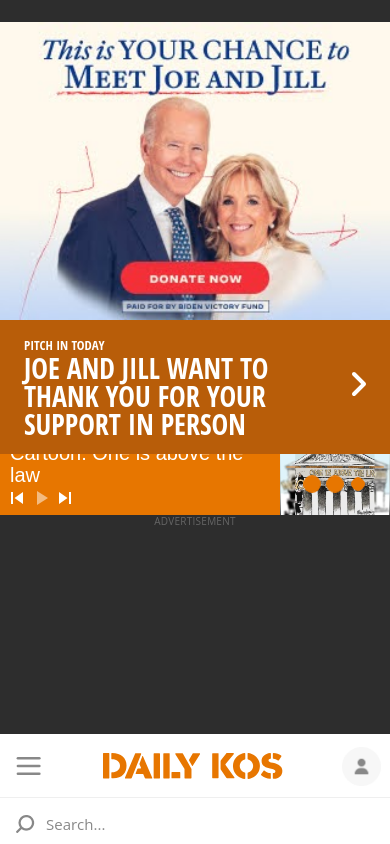 This is YOUR CHANCE to
MEET JOE AND JILL
DONATE NOW
PAID FOR BY BIDEN VICTORY FUND
PITCH IN TODAY
JOE AND JILL WANT TO
THANK YOU FOR YOUR
SUPPORT IN PERSON
Cartoon: One is above the
law
ADVERTISEMENT
DAILY KOS
Search...